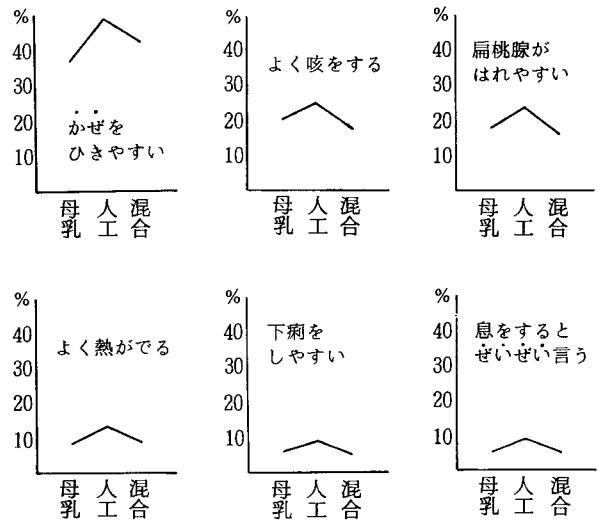 %
40
30
20
10
かぜを
ひきやすい
母乳
人工
混合
%
40
30
20
10
よく咳をする
母乳
人工
混合
%
40
30
20
10
扁桃腺が
はれやすい
母乳
人工
混合
%
40
30
20
10
よく熱がでる
母乳
人工
混合
%
40
30
20
10
下痢を
しやすい
母乳
人工
混合
%
40
30
20
10
息をすると
ぜいぜい言う
母乳
人工
混合